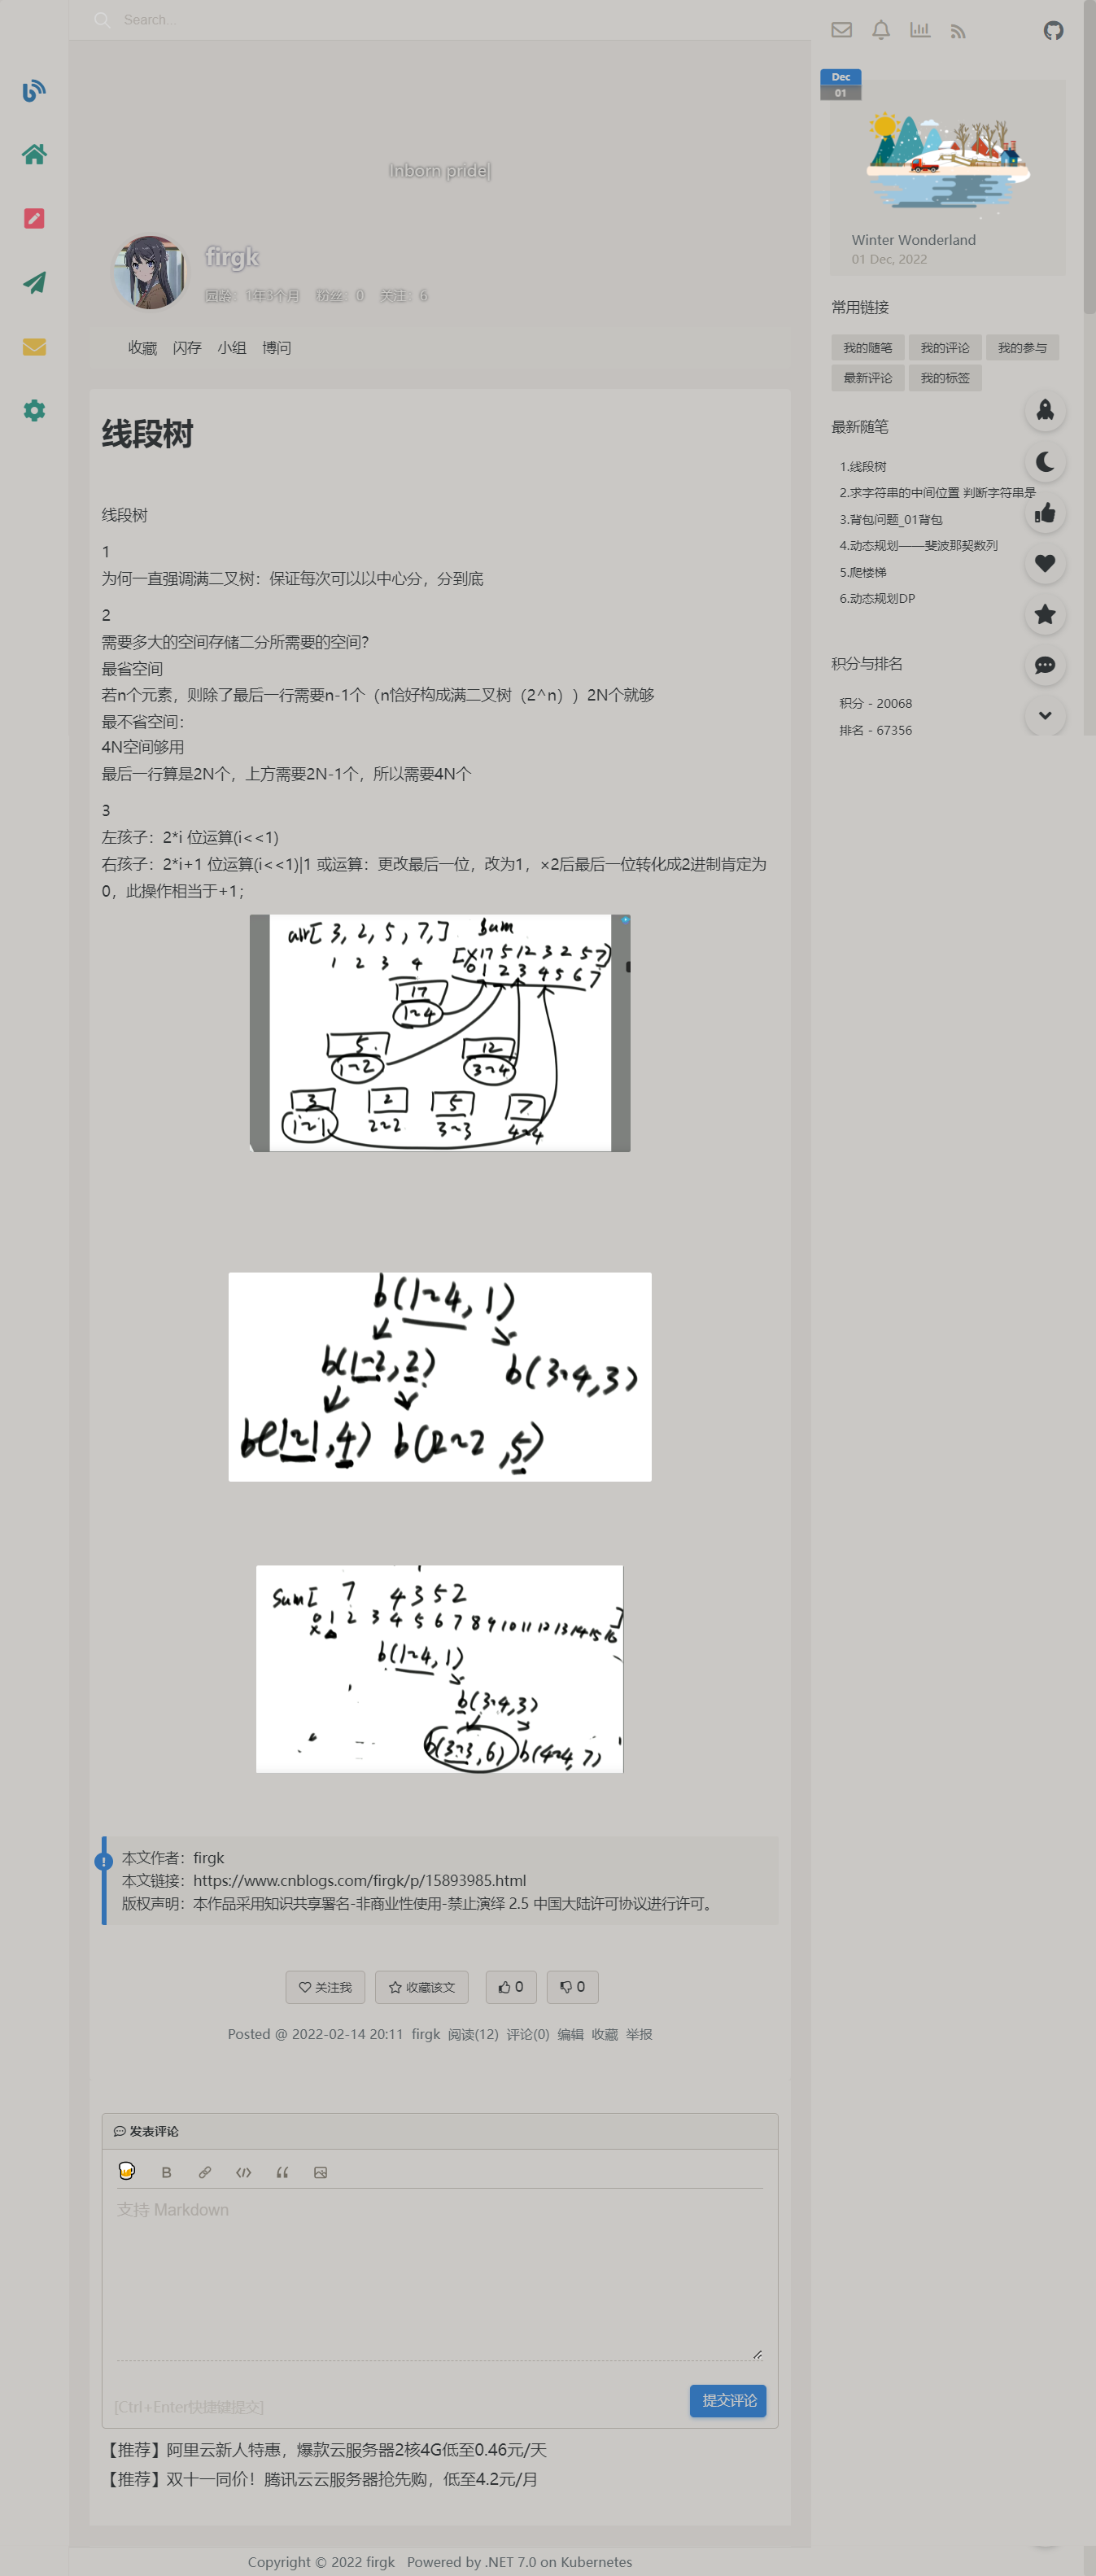 Search...
Inborn pride|
firgk
园龄：1年3个月 粉丝：0 关注：6
收藏 闪存 小组 博问
线段树
线段树
1
为何一直强调满二叉树：保证每次可以以中心分，分到底
2
需要多大的空间存储二分所需要的空间？
最省空间
若n个元素，则除了最后一行需要n-1个（n恰好构成满二叉树（2^n））2N个就够
最不省空间：
4N空间够用
最后一行算是2N个，上方需要2N-1个，所以需要4N个
3
左孩子：2*i 位运算(i<<1)
右孩子：2*i+1 位运算(i<<1)|1 或运算：更改最后一位，改为1，×2后最后一位转化成2进制肯定为
0，此操作相当于+1；
arr[ 3, 2, 5, 7, ] sum
1 2 3 4 [X 17 5 12 3 2 5 7]
0 1 2 3 4 5 6 7
17
1~4
5 12
1~2 3~4
3 2 5 7
1~1 2~2 3~3 4~4
b(1~4, 1)
b(1~2, 2) b(3~4, 3)
b(1~1, 4) b(2~2, 5)
sum[ 7 4 3 5 2
0 1 2 3 4 5 6 7 8 9 10 11 12 13 14 15 16 ]
x
b(1~4, 1)
b(3~4, 3)
b(3~3, 6) b(4~4, 7)
本文作者：firgk
本文链接：https://www.cnblogs.com/firgk/p/15893985.html
版权声明：本作品采用知识共享署名-非商业性使用-禁止演绎 2.5 中国大陆许可协议进行许可。
关注我 收藏该文 0 0
Posted @ 2022-02-14 20:11 firgk 阅读(12) 评论(0) 编辑 收藏 举报
发表评论
B
支持 Markdown
[Ctrl+Enter快捷键提交]
提交评论
【推荐】阿里云新人特惠，爆款云服务器2核4G低至0.46元/天
【推荐】双十一同价！腾讯云云服务器抢先购，低至4.2元/月
Copyright © 2022 firgk Powered by .NET 7.0 on Kubernetes
Dec
01
Winter Wonderland
01 Dec, 2022
常用链接
我的随笔 我的评论 我的参与
最新评论 我的标签
最新随笔
1.线段树
2.求字符串的中间位置 判断字符串是
3.背包问题_01背包
4.动态规划——斐波那契数列
5.爬楼梯
6.动态规划DP
积分与排名
积分 - 20068
排名 - 67356